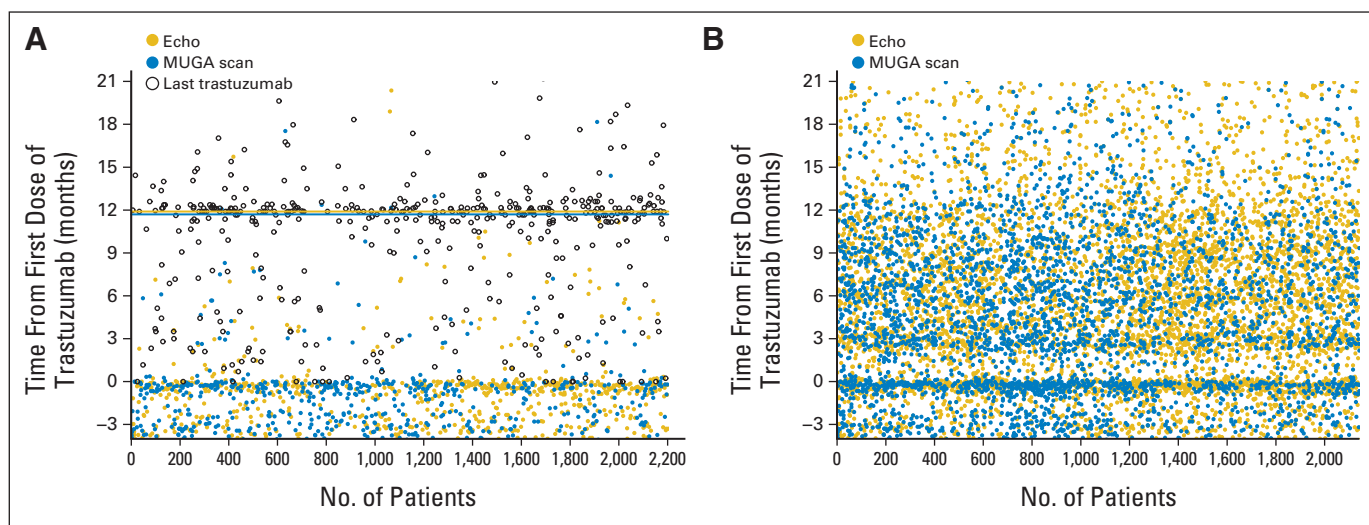 A
Echo
MUGA scan
Last trastuzumab
21
18
15
12
9
6
3
0
–3
Time From First Dose of
Trastuzumab (months)
0 200 400 600 800 1,000 1,200 1,400 1,600 1,800 2,000 2,200
No. of Patients
B
Echo
MUGA scan
21
18
15
12
9
6
3
0
–3
Time From First Dose of
Trastuzumab (months)
0 200 400 600 800 1,000 1,200 1,400 1,600 1,800 2,000
No. of Patients